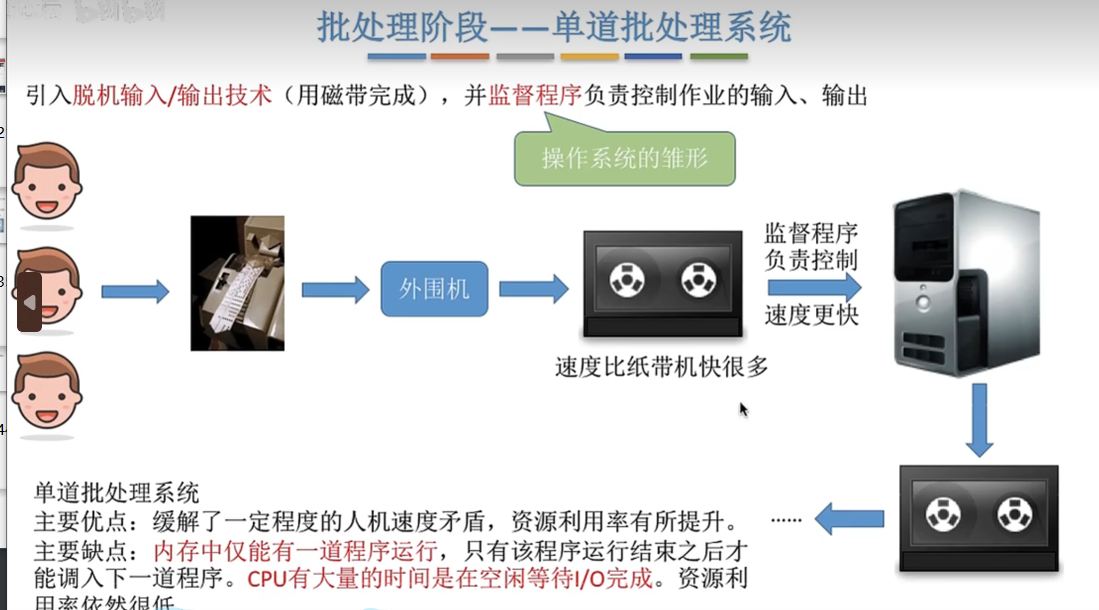 批处理阶段——单道批处理系统
引入脱机输入/输出技术（用磁带完成），并监督程序负责控制作业的输入、输出
操作系统的雏形
监督程序
负责控制
外围机
速度更快
速度比纸带机快很多
单道批处理系统
主要优点：缓解了一定程度的人机速度矛盾，资源利用率有所提升。
......
主要缺点：内存中仅能有一道程序运行，只有该程序运行结束之后才
能调入下一道程序。CPU有大量的时间是在空闲等待I/O完成。资源利
用率依然很低